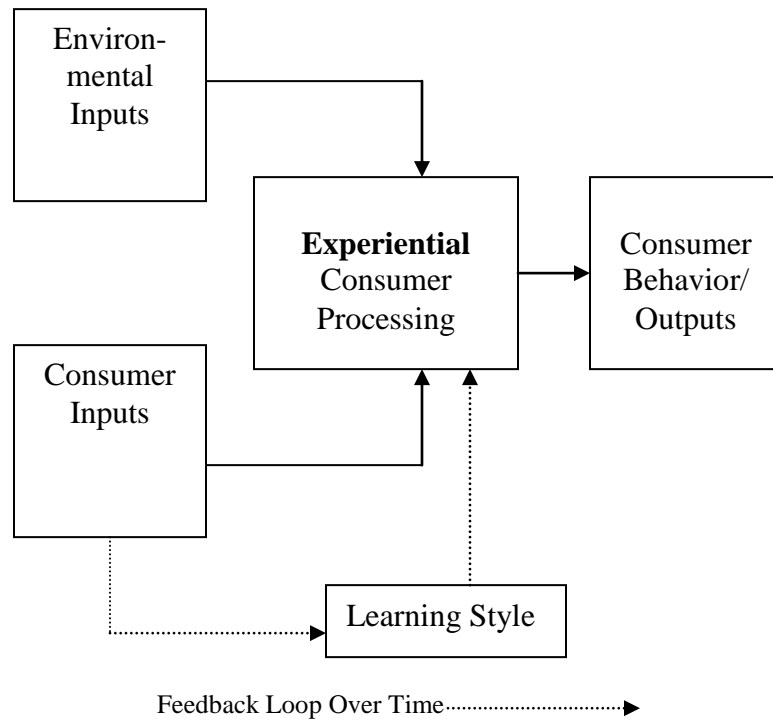 Environ-
mental
Inputs
Experiential
Consumer
Processing
Consumer
Behavior/
Outputs
Consumer
Inputs
Learning Style
Feedback Loop Over Time